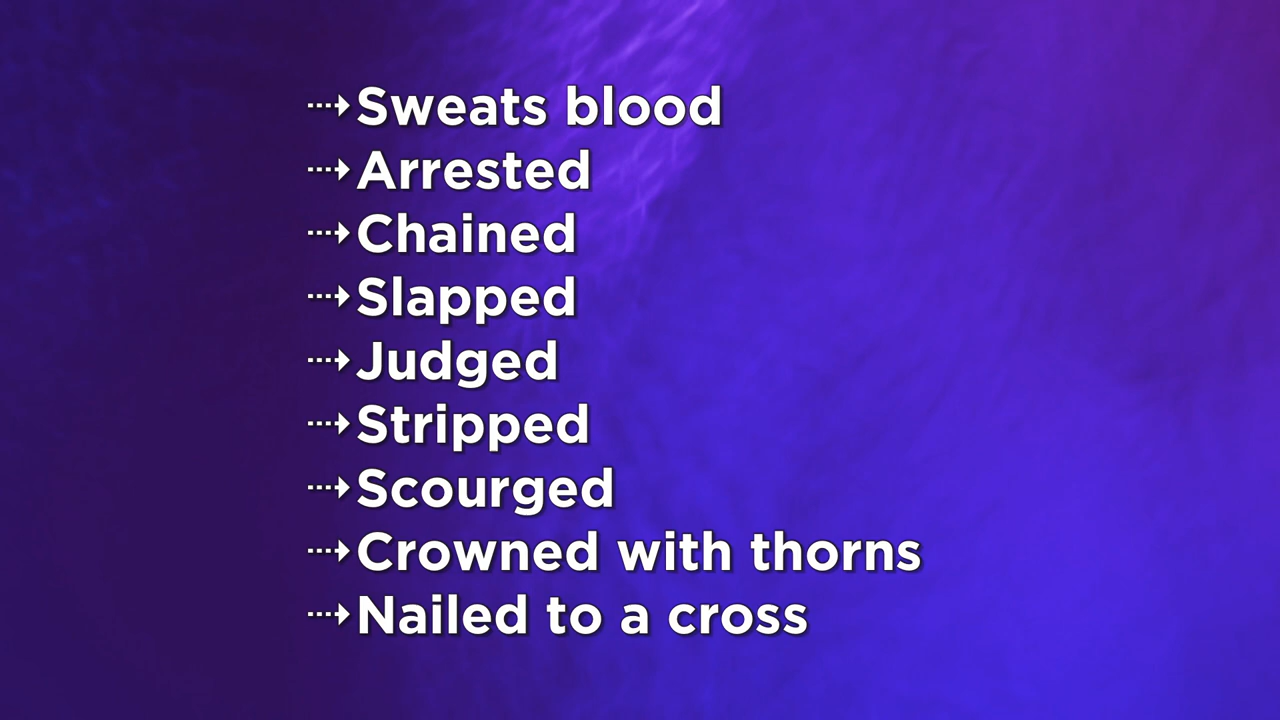 ⇢Sweats blood
⇢Arrested
⇢Chained
⇢Slapped
⇢Judged
⇢Stripped
⇢Scourged
⇢Crowned with thorns
⇢Nailed to a cross